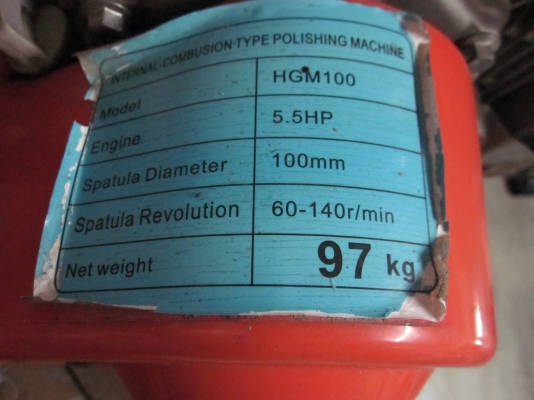 INTERNAL-COMBUSION TYPE POLISHING MACHINE
Model HGM100
Engine 5.5HP
Spatula Diameter 100mm
Spatula Revolution 60-140r/min
Net weight 97 kg